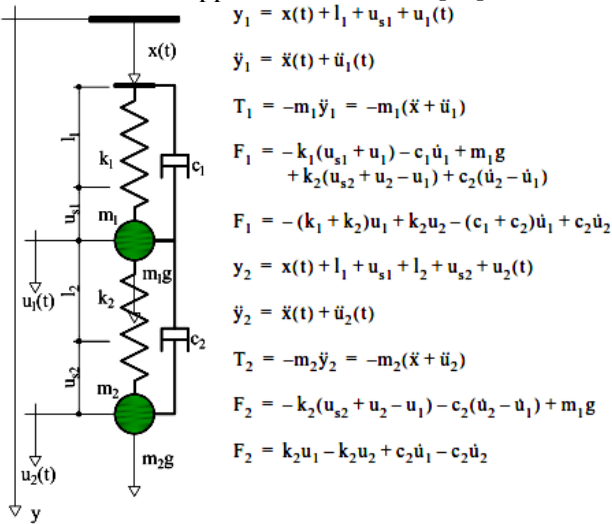 y₁ = x(t) + l₁ + u_s1 + u₁(t)
x(t)
ÿ₁ = ẍ(t) + ü₁(t)
T₁ = −m₁ÿ₁ = −m₁(ẍ + ü₁)
l₁
k₁
c₁
F₁ = −k₁(u_s1 + u₁) − c₁u̇₁ + m₁g
+ k₂(u_s2 + u₂ − u₁) + c₂(u̇₂ − u̇₁)
u_s1
m₁
F₁ = −(k₁ + k₂)u₁ + k₂u₂ − (c₁ + c₂)u̇₁ + c₂u̇₂
y₂ = x(t) + l₁ + u_s1 + l₂ + u_s2 + u₂(t)
m₁g
u₁(t)
l₂
k₂
ÿ₂ = ẍ(t) + ü₂(t)
c₂
T₂ = −m₂ÿ₂ = −m₂(ẍ + ü₂)
u_s2
m₂
F₂ = −k₂(u_s2 + u₂ − u₁) − c₂(u̇₂ − u̇₁) + m₁g
m₂g
F₂ = k₂u₁ − k₂u₂ + c₂u̇₁ − c₂u̇₂
u₂(t)
y